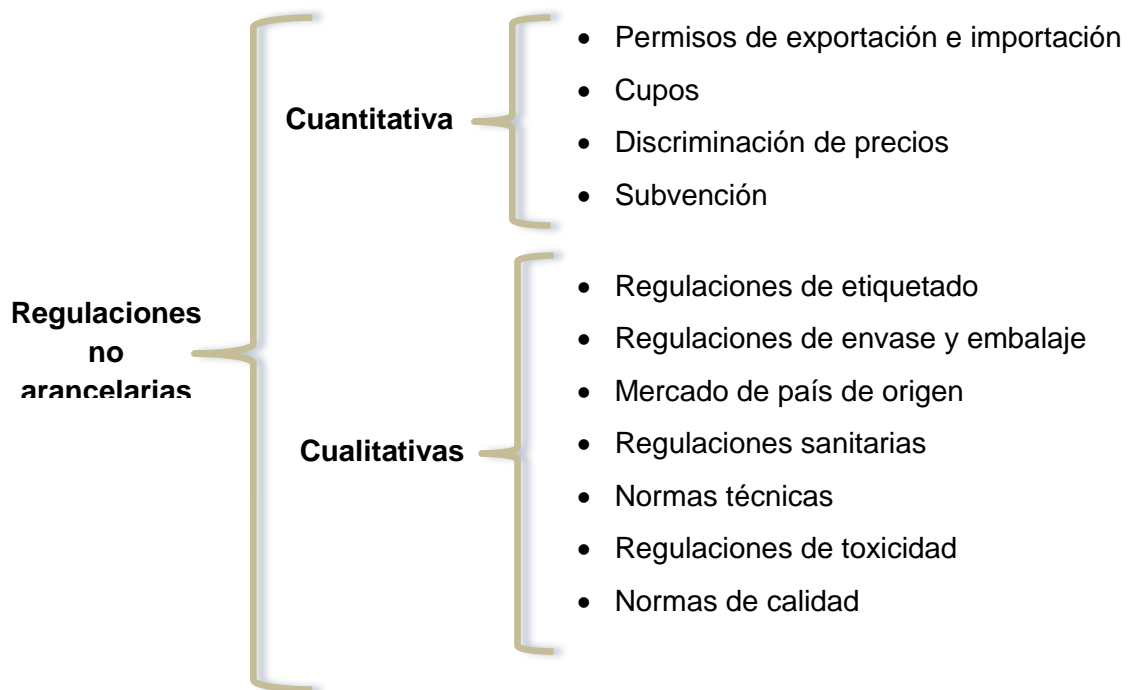 Regulaciones
no
arancelarias
Cuantitativa
• Permisos de exportación e importación
• Cupos
• Discriminación de precios
• Subvención
Cualitativas
• Regulaciones de etiquetado
• Regulaciones de envase y embalaje
• Mercado de país de origen
• Regulaciones sanitarias
• Normas técnicas
• Regulaciones de toxicidad
• Normas de calidad